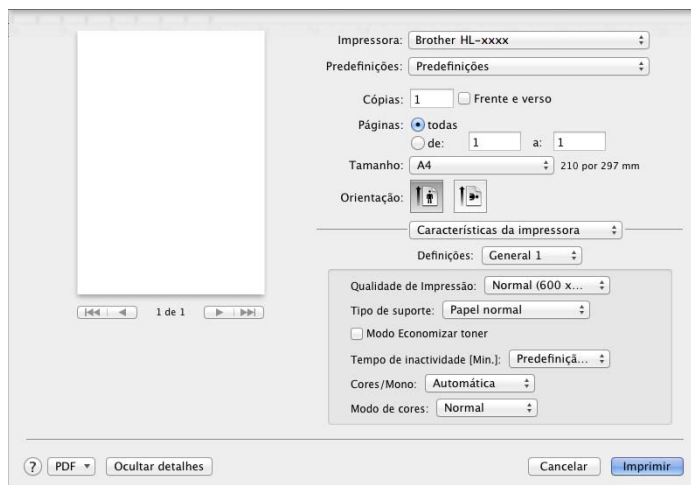 Impressora: Brother HL-xxxx
Predefinições: Predefinições
Cópias: 1 Frente e verso
Páginas: todas
de: 1 a: 1
Tamanho: A4 210 por 297 mm
Orientação:
Características da impressora
Definições: General 1
Qualidade de Impressão: Normal (600 x...
Tipo de suporte: Papel normal
Modo Economizar toner
Tempo de inactividade [Min.]: Predefiniçã...
Cores/Mono: Automática
Modo de cores: Normal
1 de 1
? PDF Ocultar detalhes Cancelar Imprimir